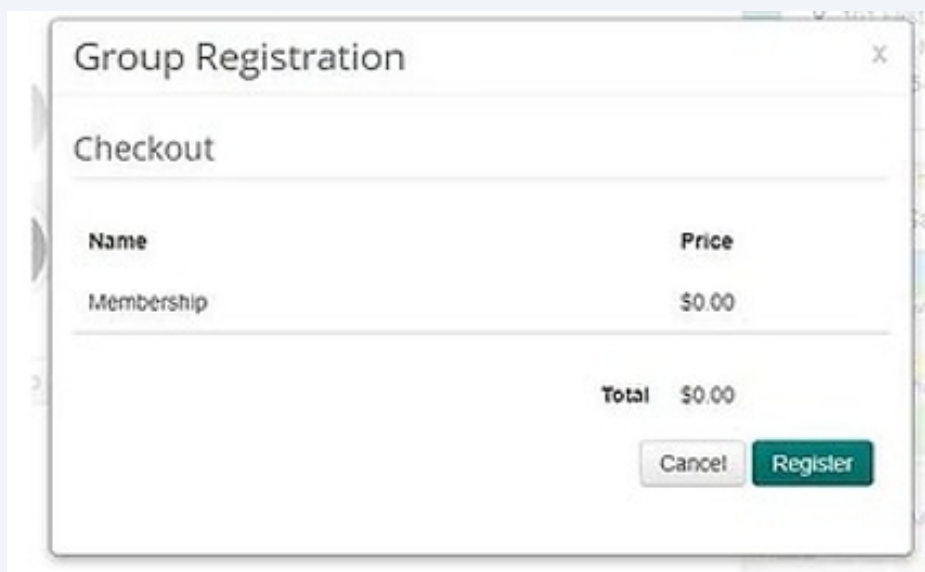 Group Registration x
Checkout
Name Price
Membership $0.00
Total $0.00
Cancel Register